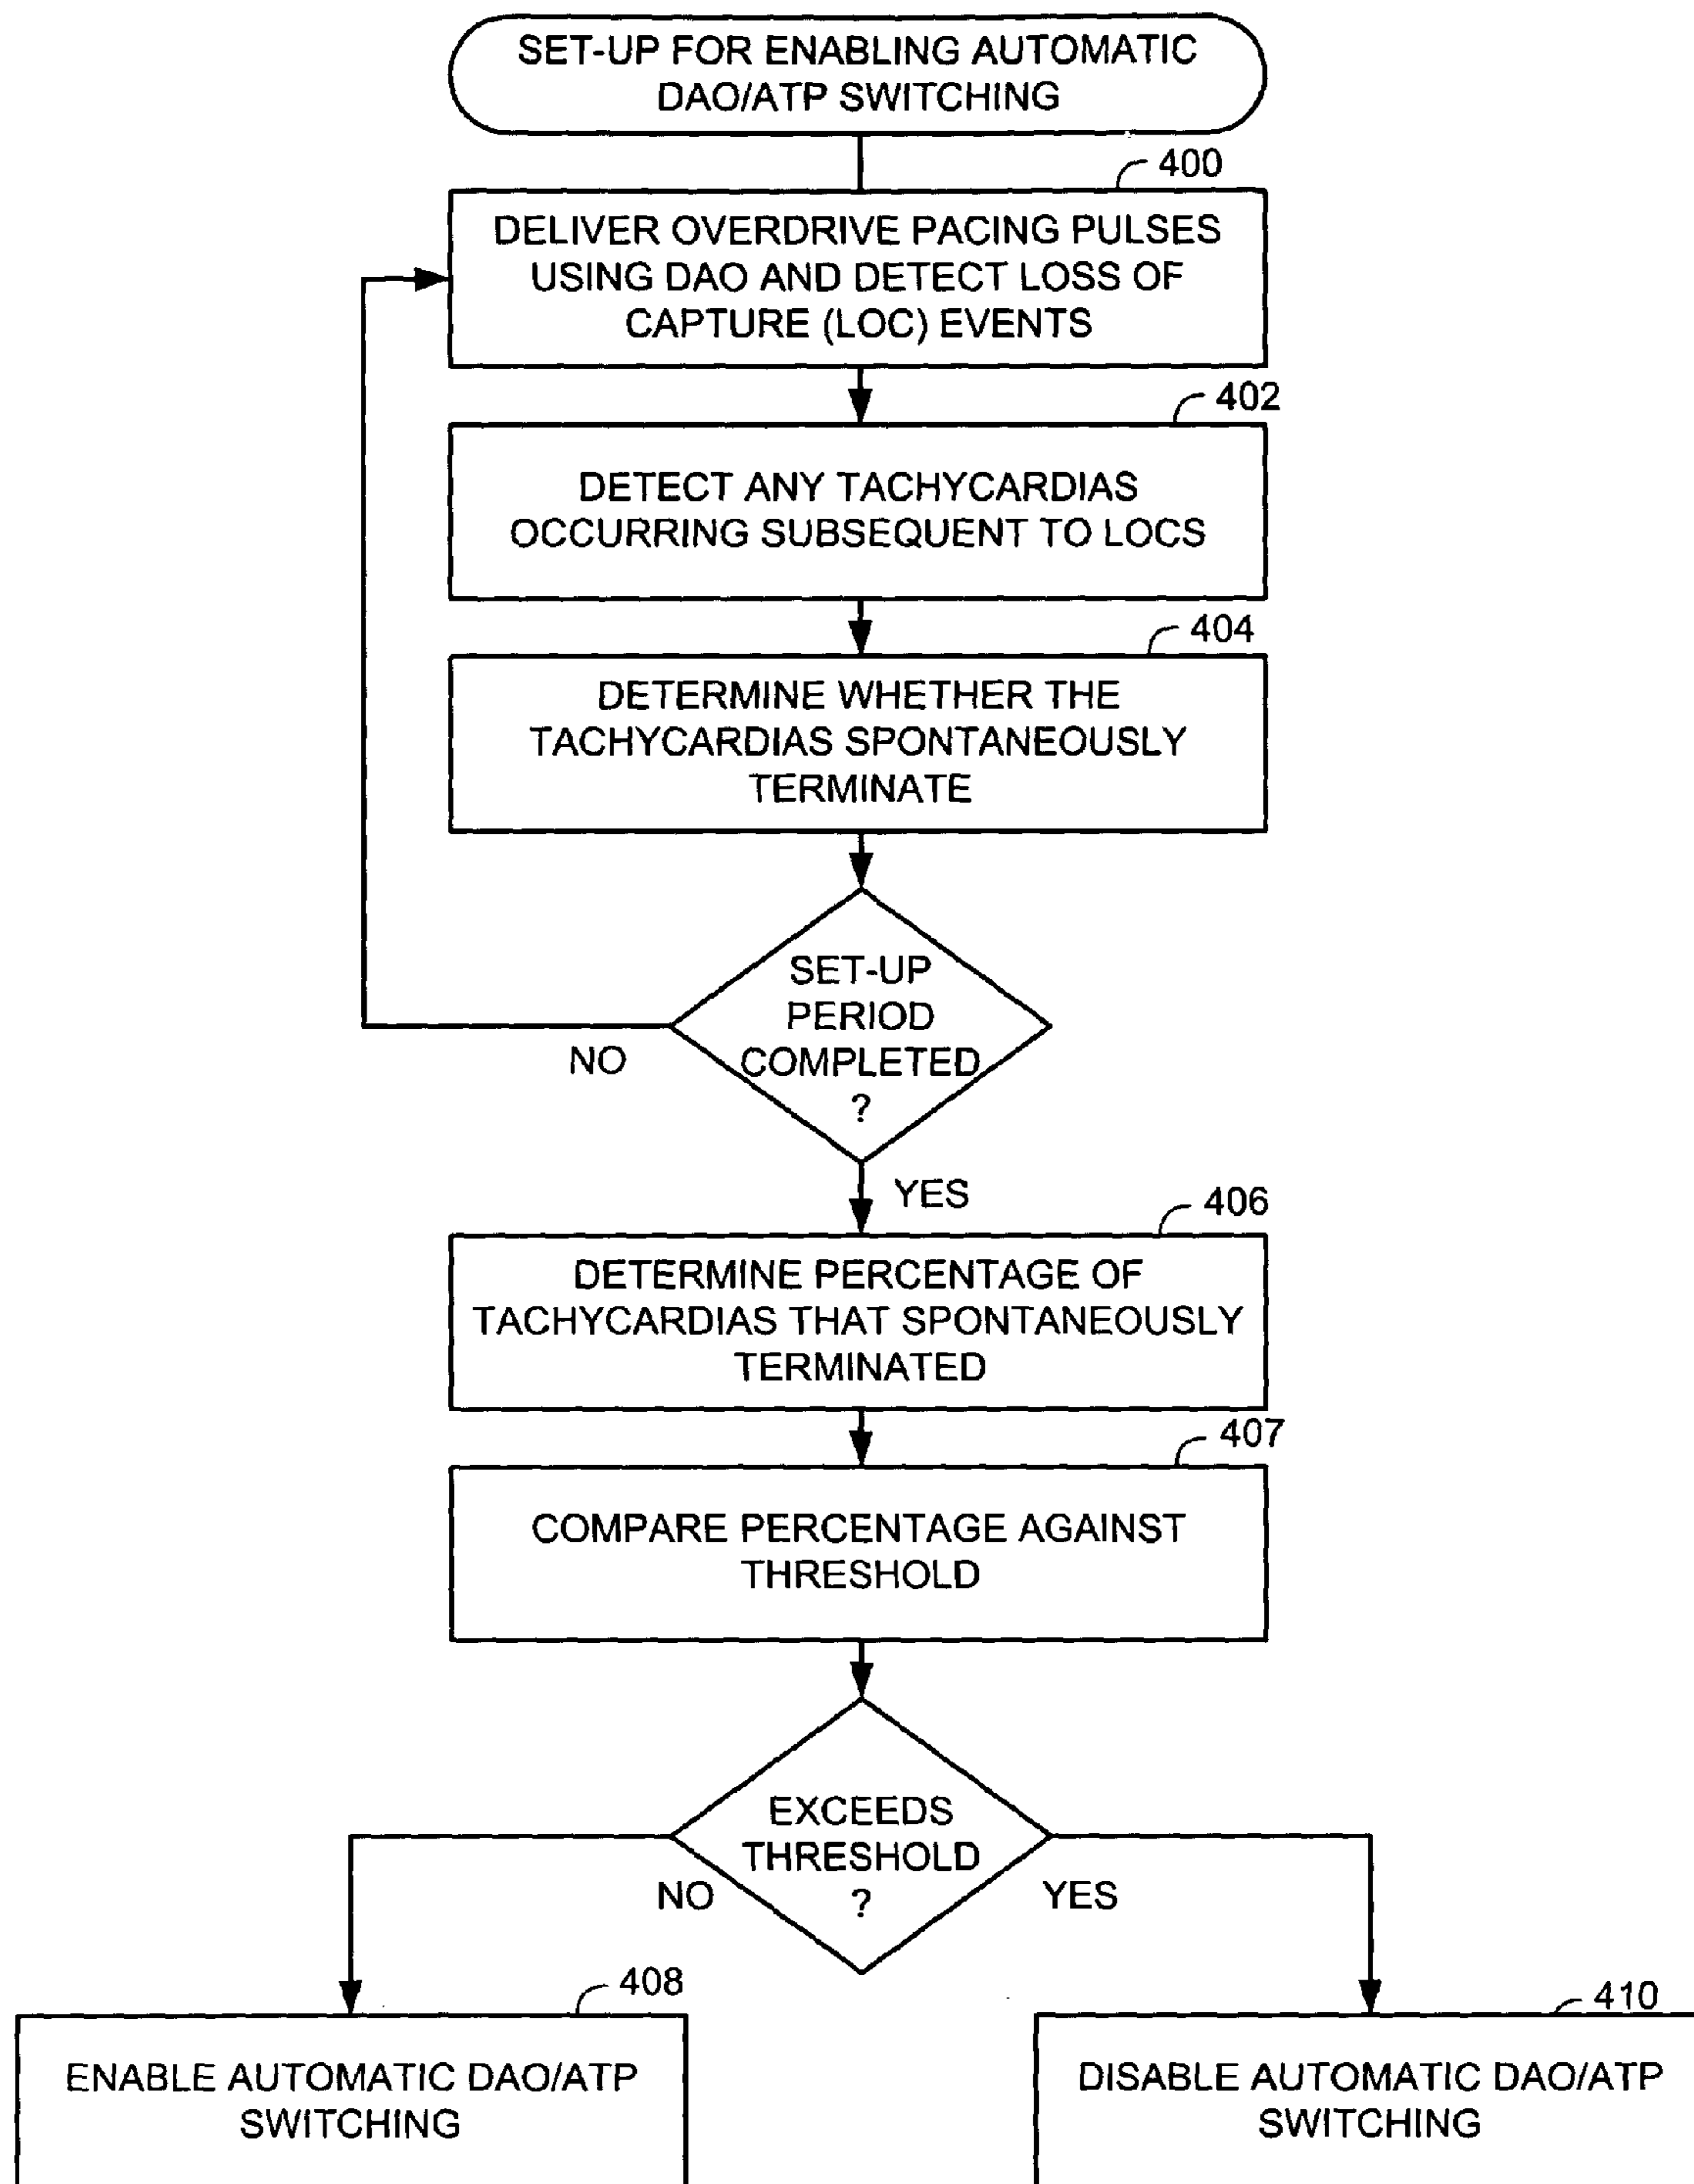 SET-UP FOR ENABLING AUTOMATIC
DAO/ATP SWITCHING
400
DELIVER OVERDRIVE PACING PULSES
USING DAO AND DETECT LOSS OF
CAPTURE (LOC) EVENTS
402
DETECT ANY TACHYCARDIAS
OCCURRING SUBSEQUENT TO LOCS
404
DETERMINE WHETHER THE
TACHYCARDIAS SPONTANEOUSLY
TERMINATE
SET-UP
PERIOD
COMPLETED
?
NO
YES
406
DETERMINE PERCENTAGE OF
TACHYCARDIAS THAT SPONTANEOUSLY
TERMINATED
407
COMPARE PERCENTAGE AGAINST
THRESHOLD
EXCEEDS
THRESHOLD
?
NO
YES
408
ENABLE AUTOMATIC DAO/ATP
SWITCHING
410
DISABLE AUTOMATIC DAO/ATP
SWITCHING